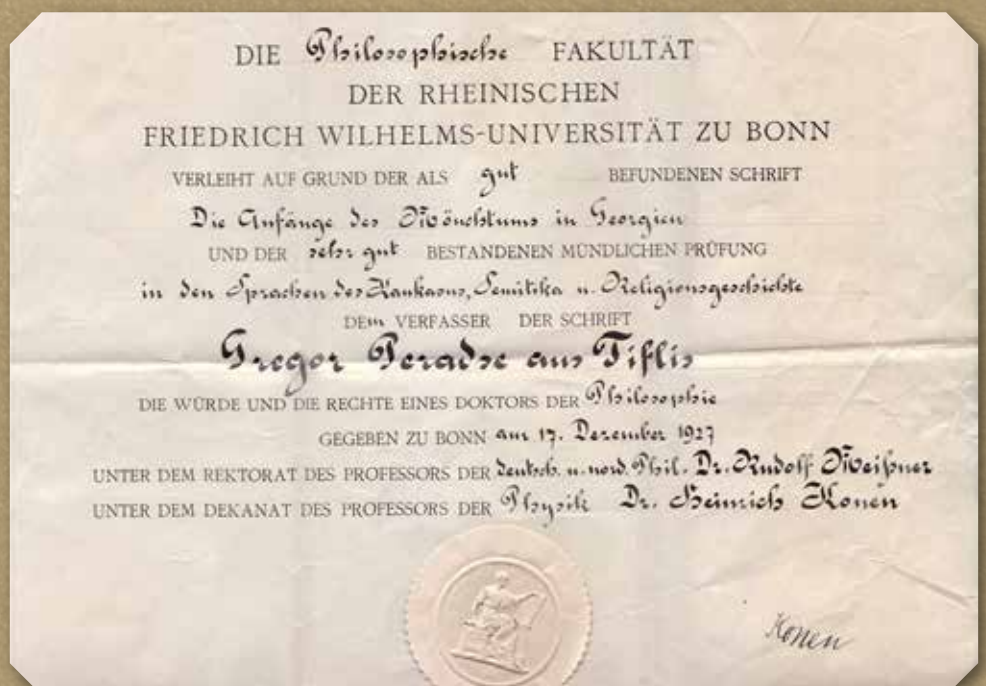 DIE Philosophische FAKULTÄT
DER RHEINISCHEN
FRIEDRICH WILHELMS-UNIVERSITÄT ZU BONN
VERLEIHT AUF GRUND DER ALS gut BEFUNDENEN SCHRIFT
Die Anfänge des Mönchtums in Georgien
UND DER sehr gut BESTANDENEN MÜNDLICHEN PRÜFUNG
in den Sprachen des Kaukasus, Semitika u. Religionsgeschichte
DEm VERFASSER DER SCHRIFT
Gregor Peradse aus Tiflis
DIE WÜRDE UND DIE RECHTE EINES DOKTORS DER Philosophie
GEGEBEN ZU BONN am 17. Dezember 1927
UNTER DEM REKTORAT DES PROFESSORS DER deutsch. u. nord. Phil. Dr. Rudolf Meißner
UNTER DEM DEKANAT DES PROFESSORS DER Physik Dr. Heinrich Konen
Konen